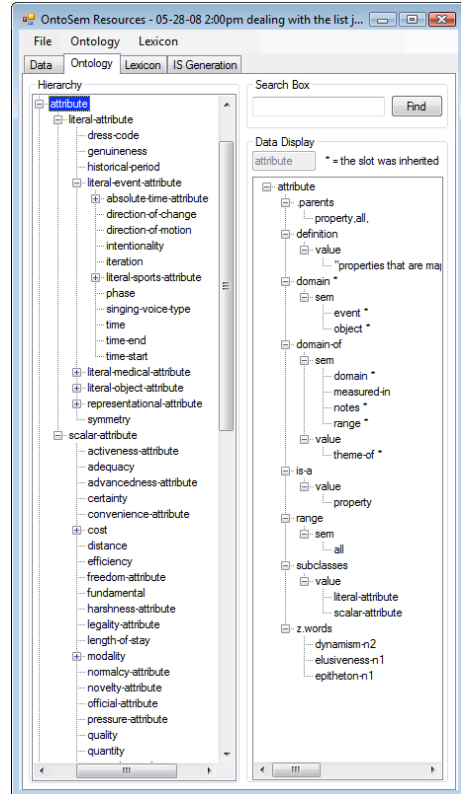 OntoSem Resources - 05-28-08 2:00pm dealing with the list j...
File Ontology Lexicon
Data Ontology Lexicon IS Generation
Hierarchy
attribute
literal-attribute
dress-code
genuineness
historical-period
literal-event-attribute
absolute-time-attribute
direction-of-change
direction-of-motion
intentionality
iteration
literal-sports-attribute
phase
singing-voice-type
time
time-end
time-start
literal-medical-attribute
literal-object-attribute
representational-attribute
symmetry
scalar-attribute
activeness-attribute
adequacy
advancedness-attribute
certainty
convenience-attribute
cost
distance
efficiency
freedom-attribute
fundamental
harshness-attribute
legality-attribute
length-of-stay
modality
normalcy-attribute
novelty-attribute
official-attribute
pressure-attribute
quality
quantity
Search Box
Find
Data Display
attribute * = the slot was inherited
attribute
.parents
property,all,
definition
value
"properties that are map
domain *
sem
event *
object *
domain-of
sem
domain *
measured-in
notes *
range *
value
theme-of *
is-a
value
property
range
sem
all
subclasses
value
literal-attribute
scalar-attribute
z.words
dynamism-n2
elusiveness-n1
epitheton-n1